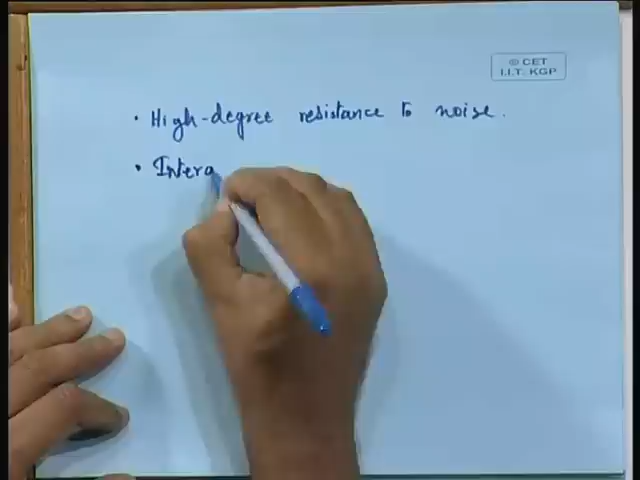 © CET
I.I.T. KGP
· High-degree resistance to noise.
· Intera